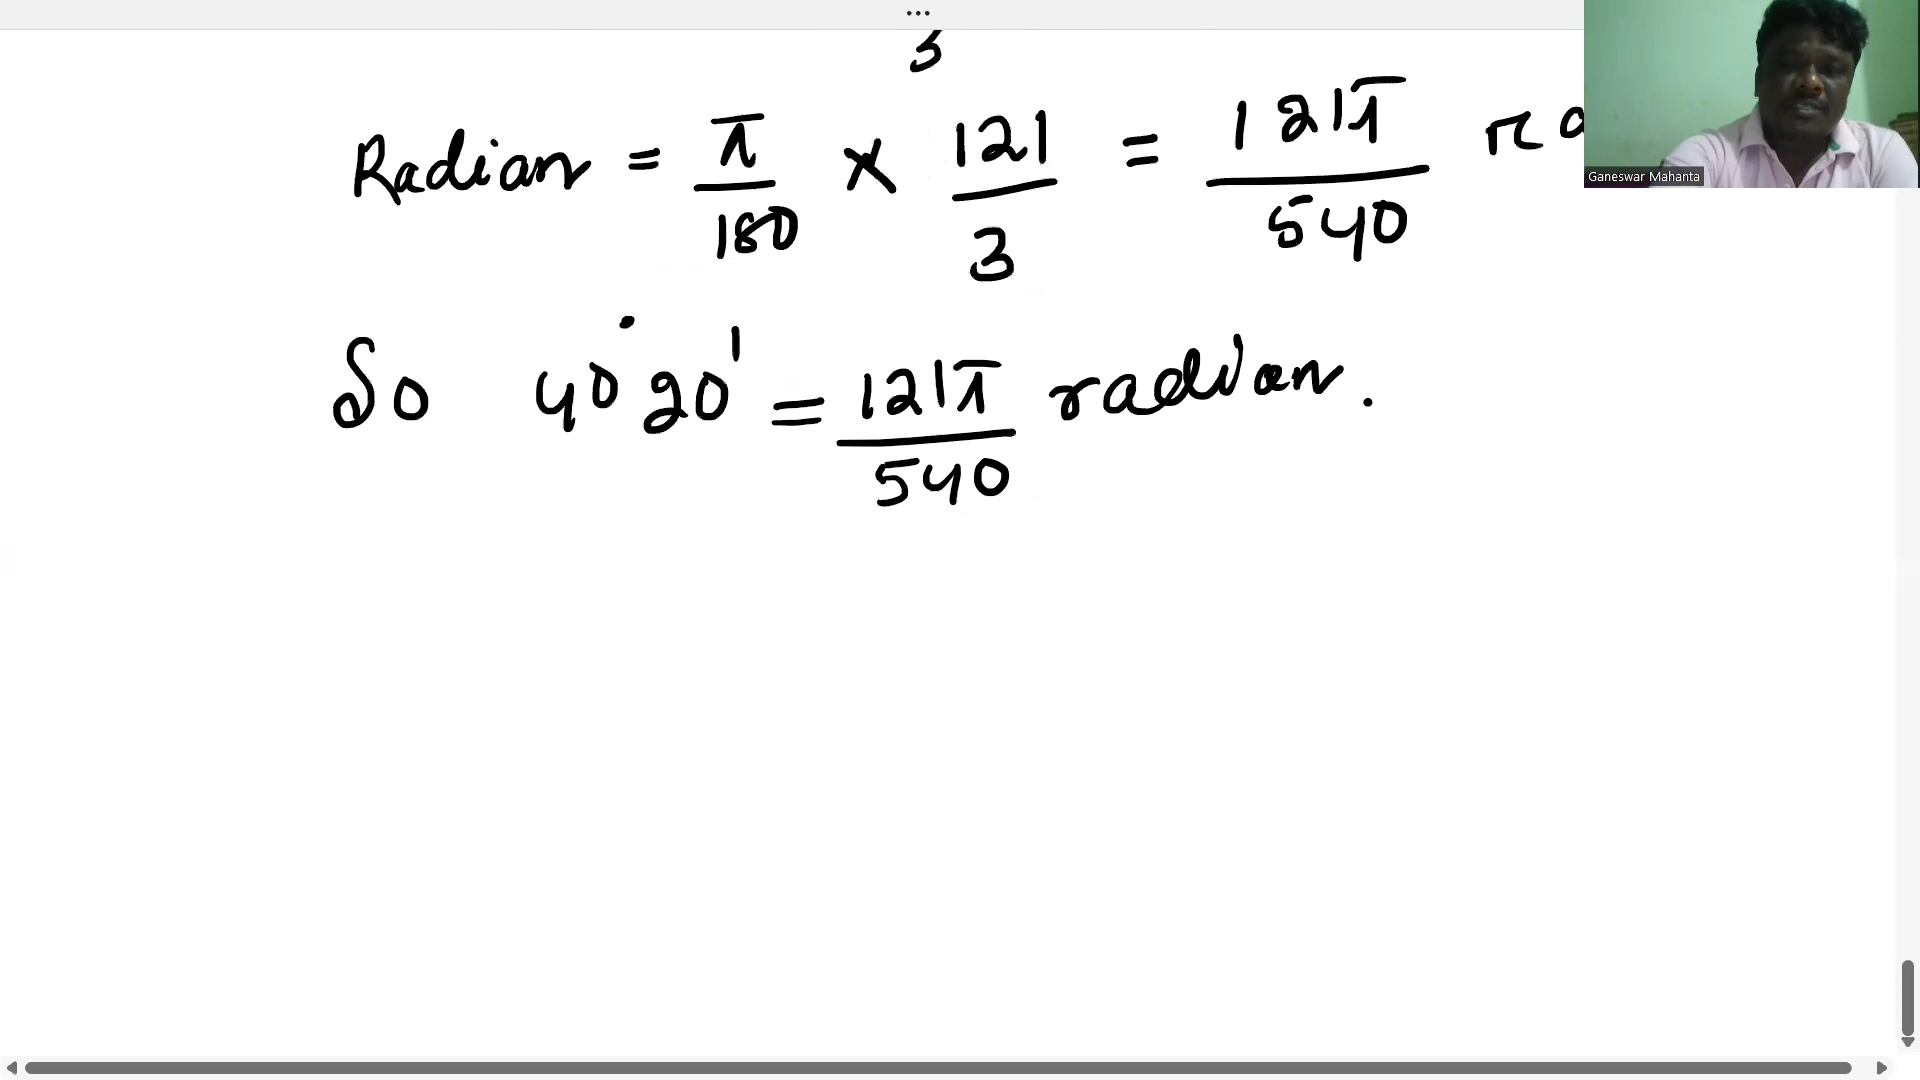 ...
3
Radian = π/180 × 121/3 = 121π/540 ra
Ganeswar Mahanta
So 40°20' = 121π/540 radian.